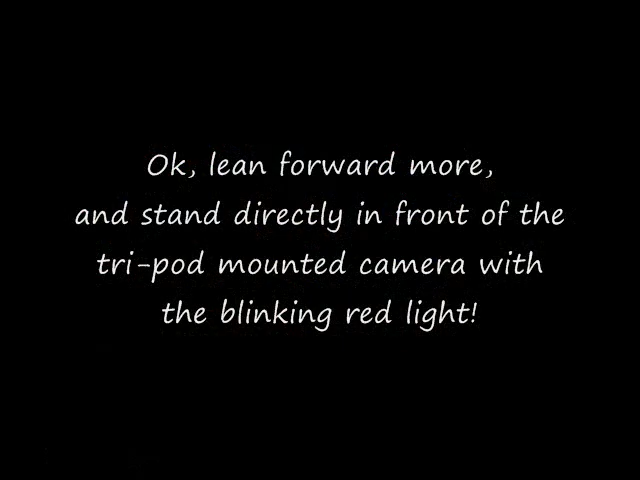 Ok, lean forward more,
and stand directly in front of the
tri-pod mounted camera with
the blinking red light!